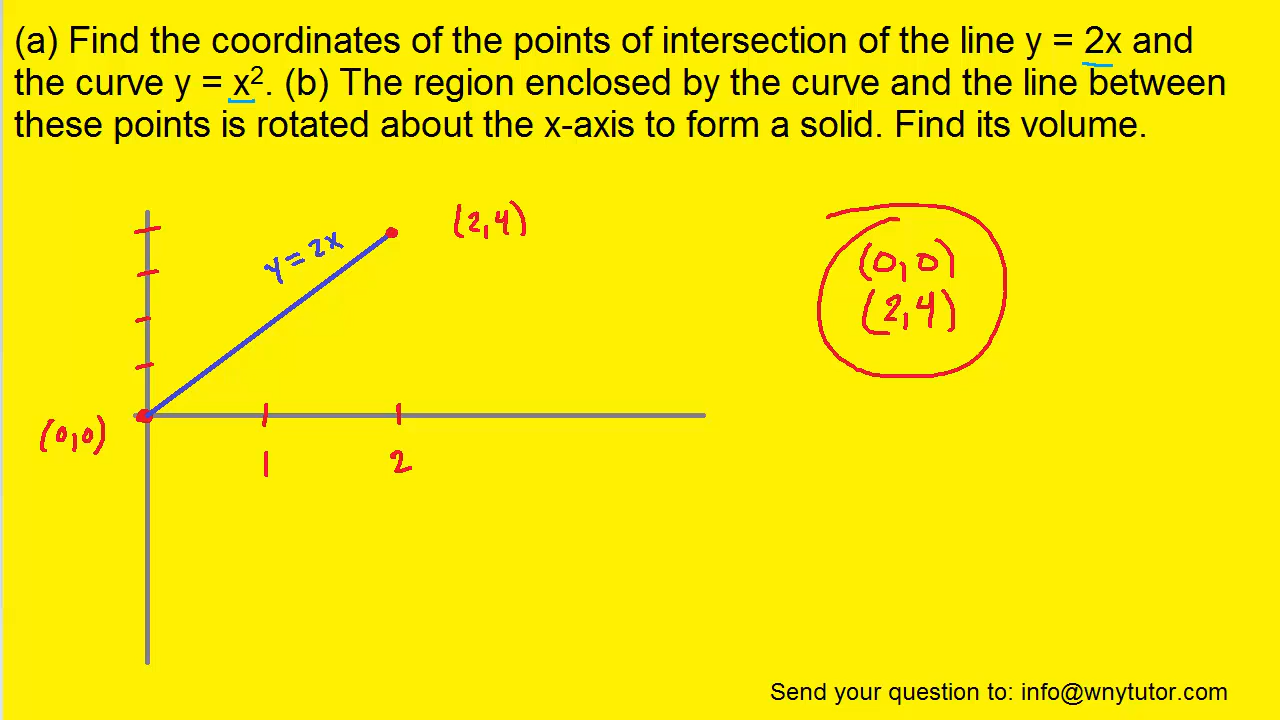 (a) Find the coordinates of the points of intersection of the line y = 2x and
the curve y = x². (b) The region enclosed by the curve and the line between
these points is rotated about the x-axis to form a solid. Find its volume.
(2,4)
y = 2x
(0,0)
(2,4)
(0,0)
1 2
Send your question to: info@wnytutor.com